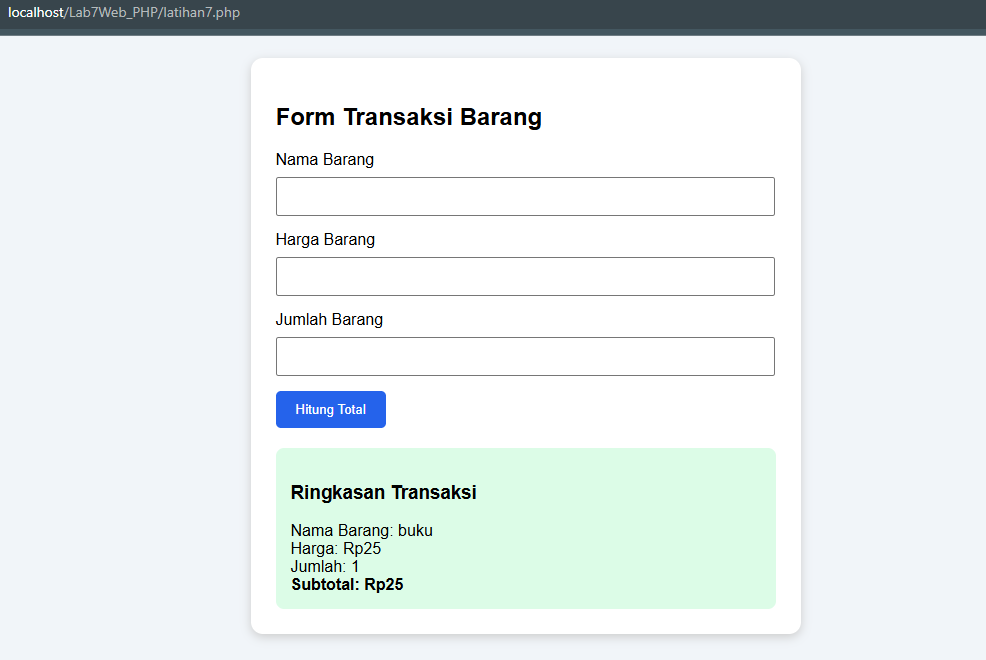 localhost/Lab7Web_PHP/latihan7.php
Form Transaksi Barang
Nama Barang
Harga Barang
Jumlah Barang
Hitung Total
Ringkasan Transaksi
Nama Barang: buku
Harga: Rp25
Jumlah: 1
Subtotal: Rp25